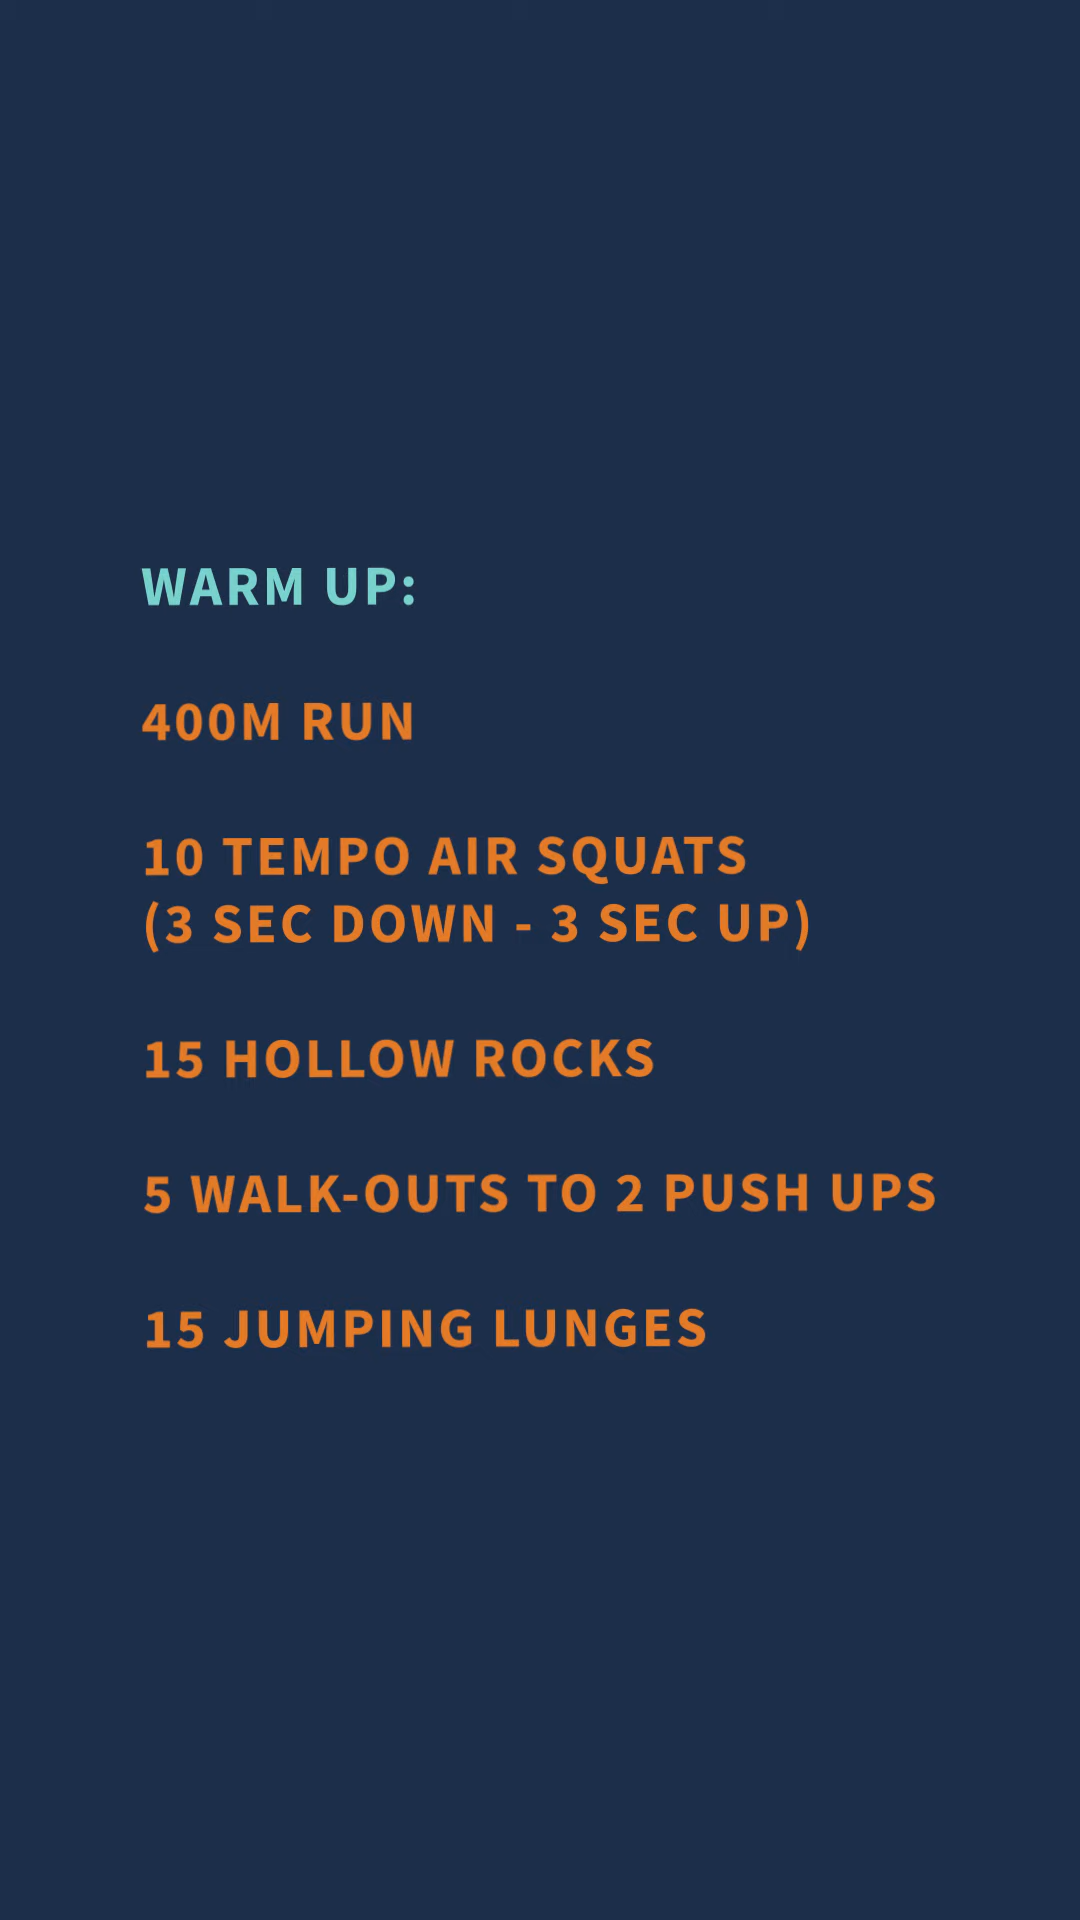 WARM UP:
400M RUN
10 TEMPO AIR SQUATS
(3 SEC DOWN - 3 SEC UP)
15 HOLLOW ROCKS
5 WALK-OUTS TO 2 PUSH UPS
15 JUMPING LUNGES